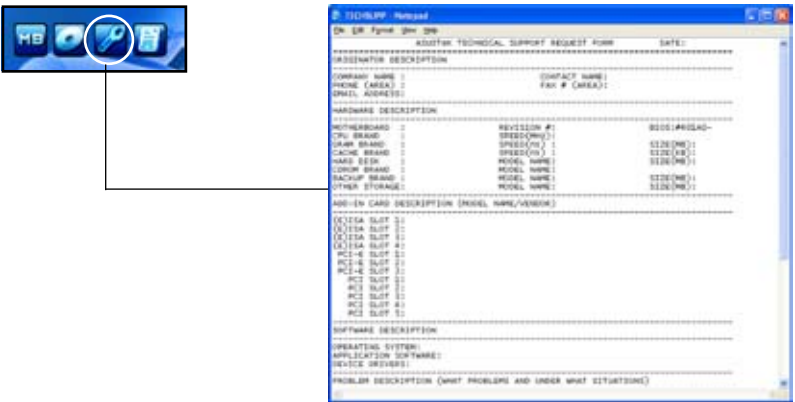 MB
TECHSUPP - Notepad
File Edit Format View Help
ASUSTeK TECHNICAL SUPPORT REQUEST FORM DATE:
ORIGINATOR DESCRIPTION
COMPANY NAME : CONTACT NAME:
PHONE (AREA) : FAX # (AREA):
EMAIL ADDRESS:
HARDWARE DESCRIPTION
MOTHERBOARD : REVISION #: BIOS:
CPU BRAND : SPEED(MHz):
DRAM BRAND : SPEED(ns) : SIZE(MB):
CACHE BRAND : SPEED(ns) : SIZE(KB):
HARD DISK : MODEL NAME: SIZE(MB):
CDROM BRAND : MODEL NAME:
BACKUP BRAND : MODEL NAME: SIZE(MB):
OTHER STORAGE: MODEL NAME: SIZE(MB):
ADD-IN CARD DESCRIPTION (MODEL NAME/VENDOR)
(E)ISA SLOT 1:
(E)ISA SLOT 2:
(E)ISA SLOT 3:
(E)ISA SLOT 4:
PCI-E SLOT 1:
PCI-E SLOT 2:
PCI-E SLOT 3:
PCI SLOT 1:
PCI SLOT 2:
PCI SLOT 3:
PCI SLOT 4:
PCI SLOT 5:
SOFTWARE DESCRIPTION
OPERATING SYSTEM:
APPLICATION SOFTWARE:
DEVICE DRIVERS:
PROBLEM DESCRIPTION (WHAT PROBLEMS AND UNDER WHAT SITUATIONS)